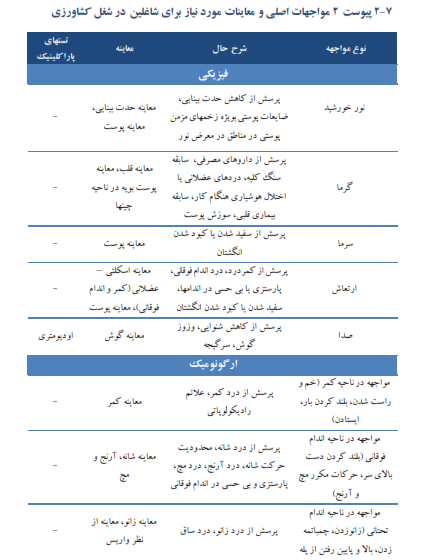 ۲-۷ پیوست ۲ مواجهات اصلی و معاینات مورد نیاز برای شاغلین در شغل کشاورزی
نوع مواجهه
شرح حال
معاینه
تستهای
پاراکلینیک
فیزیکی
نور خورشید
پرسش از کاهش حدت بینایی،
ضایعات پوستی بویژه زخمهای مزمن
پوستی در مناطق در معرض نور
معاینه حدت بینایی،
معاینه پوست
-
گرما
پرسش از داروهای مصرفی، سابقه
سنگ کلیه، دردهای عضلانی یا
اختلال هوشیاری هنگام کار، سابقه
بیماری قلبی، سوزش پوست
معاینه قلب، معاینه
پوست بویه در ناحیه
چینها
-
سرما
پرسش از سفید شدن یا کبود شدن
انگشتان
معاینه پوست
-
ارتعاش
پرسش از کمردرد، درد اندام فوقانی،
پارستزی یا بی حسی در اندامها،
سفید شدن یا کبود شدن انگشتان
معاینه اسکلتی –
عضلانی (کمر و اندام
فوقانی)، معاینه پوست
-
صدا
پرسش از کاهش شنوایی، وزوز
گوش، سرگیجه
معاینه گوش
اودیومتری
ارگونومیک
مواجهه در ناحیه کمر (خم و
راست شدن، بلند کردن بار،
ایستادن)
پرسش از درد کمر، علائم
رادیکولوپاتی
معاینه کمر
-
مواجهه در ناحیه اندام
فوقانی (بلند کردن دست
بالای سر، حرکات مکرر مچ
و آرنج)
پرسش از درد شانه، محدودیت
حرکت شانه، درد آرنج، درد مچ،
پارستزی و بی حسی در اندام فوقانی
معاینه شانه، آرنج و
مچ
-
مواجهه در ناحیه اندام
تحتانی (زانوزدن، چمباتمه
زدن، بالا و پایین رفتن از پله
پرسش از درد زانو، درد ساق
معاینه زانو، معاینه از
نظر واریس
-